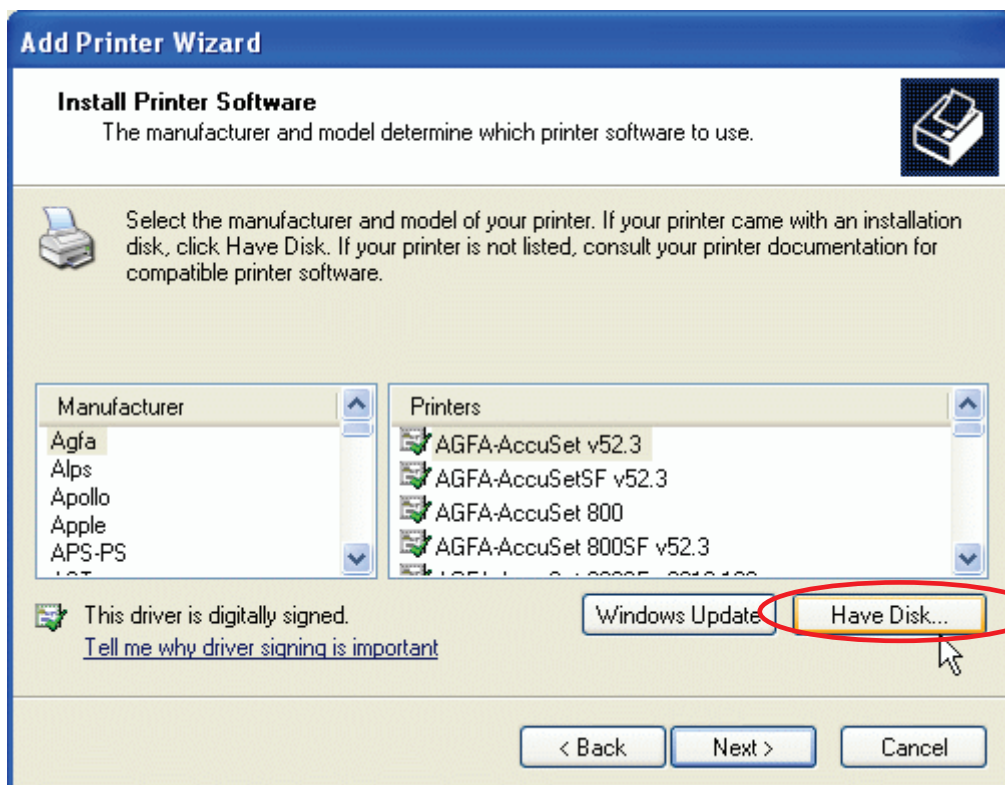 Add Printer Wizard
Install Printer Software
The manufacturer and model determine which printer software to use.
Select the manufacturer and model of your printer. If your printer came with an installation
disk, click Have Disk. If your printer is not listed, consult your printer documentation for
compatible printer software.
Manufacturer
Agfa
Alps
Apollo
Apple
APS-PS
Printers
AGFA-AccuSet v52.3
AGFA-AccuSetSF v52.3
AGFA-AccuSet 800
AGFA-AccuSet 800SF v52.3
This driver is digitally signed.
Tell me why driver signing is important
Windows Update
Have Disk...
< Back
Next >
Cancel